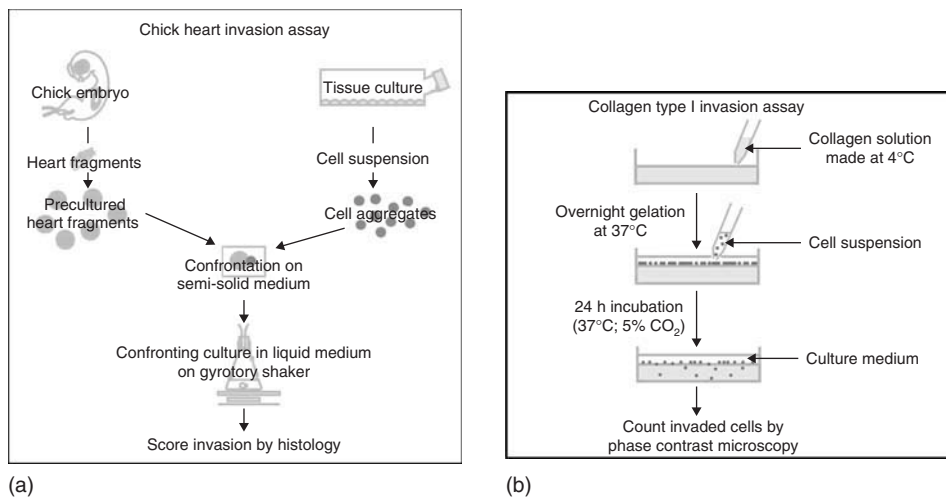 Chick heart invasion assay
Chick embryo
Tissue culture
Heart fragments
Cell suspension
Precultured
heart fragments
Cell aggregates
Confrontation on
semi-solid medium
Confronting culture in liquid medium
on gyrotory shaker
Score invasion by histology
(a)
Collagen type I invasion assay
Collagen solution
made at 4°C
Overnight gelation
at 37°C
Cell suspension
24 h incubation
(37°C; 5% CO₂)
Culture medium
Count invaded cells by
phase contrast microscopy
(b)